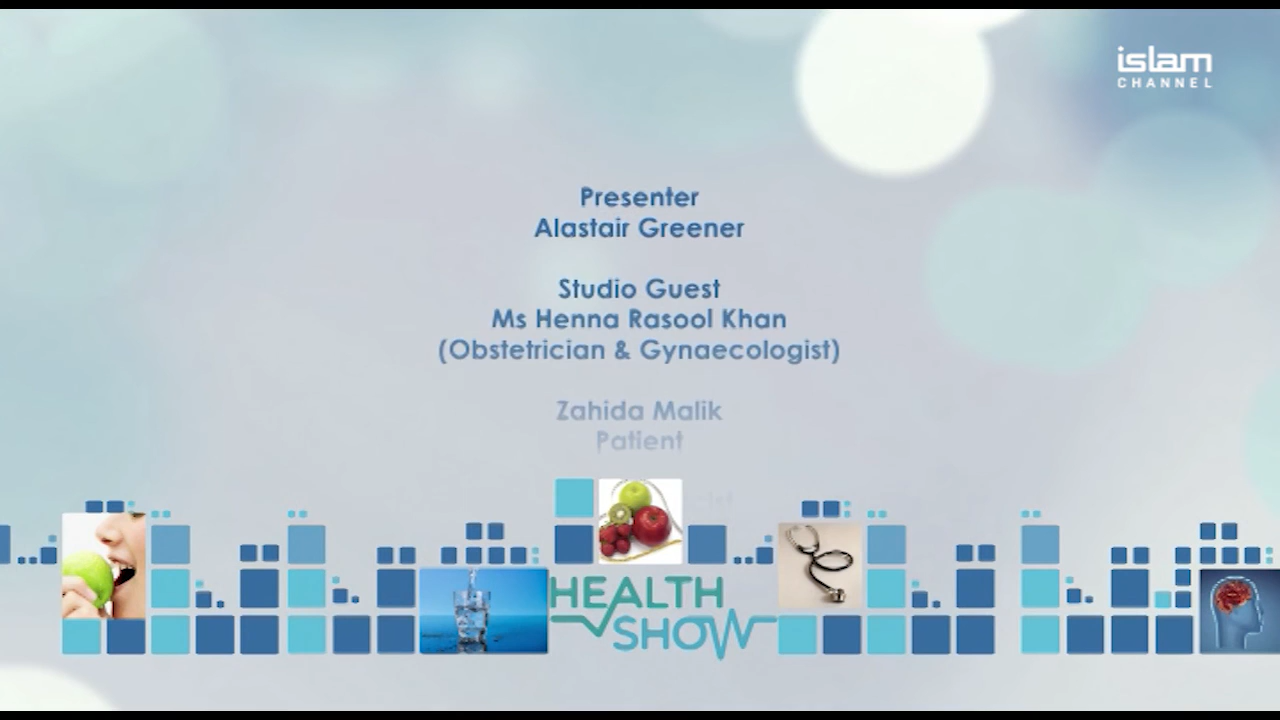 islam
CHANNEL
Presenter
Alastair Greener
Studio Guest
Ms Henna Rasool Khan
(Obstetrician & Gynaecologist)
Zahida Malik
Patient
HEALTH
SHOW